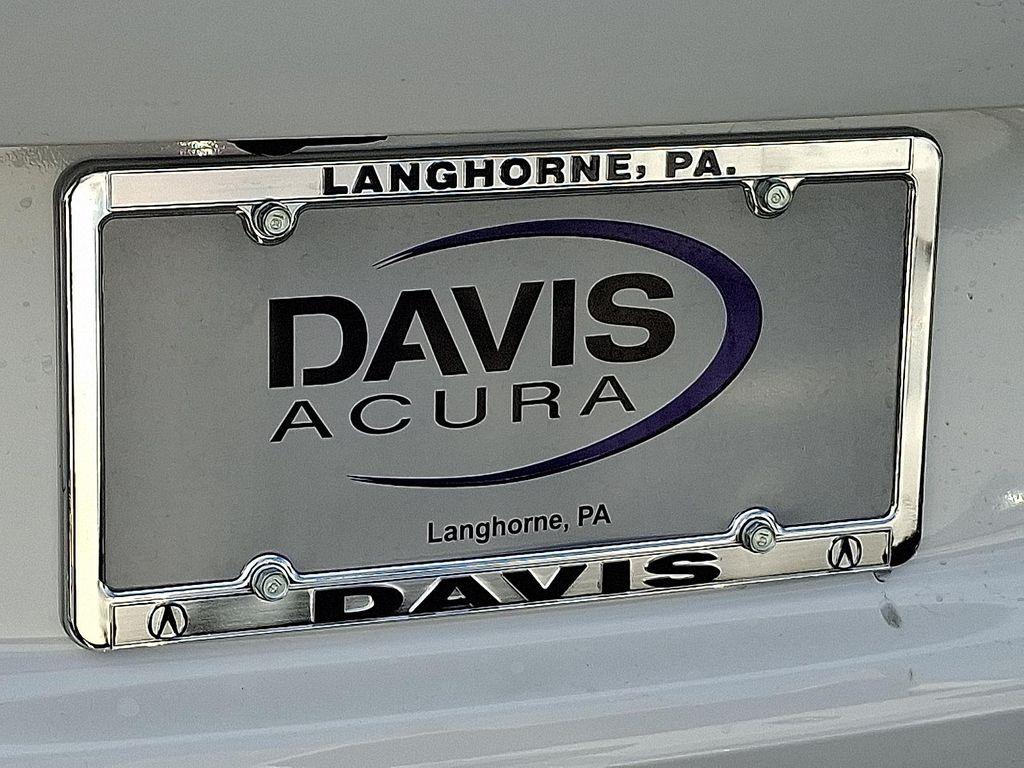 LANGHORNE, PA.
DAVIS
ACURA
Langhorne, PA
DAVIS